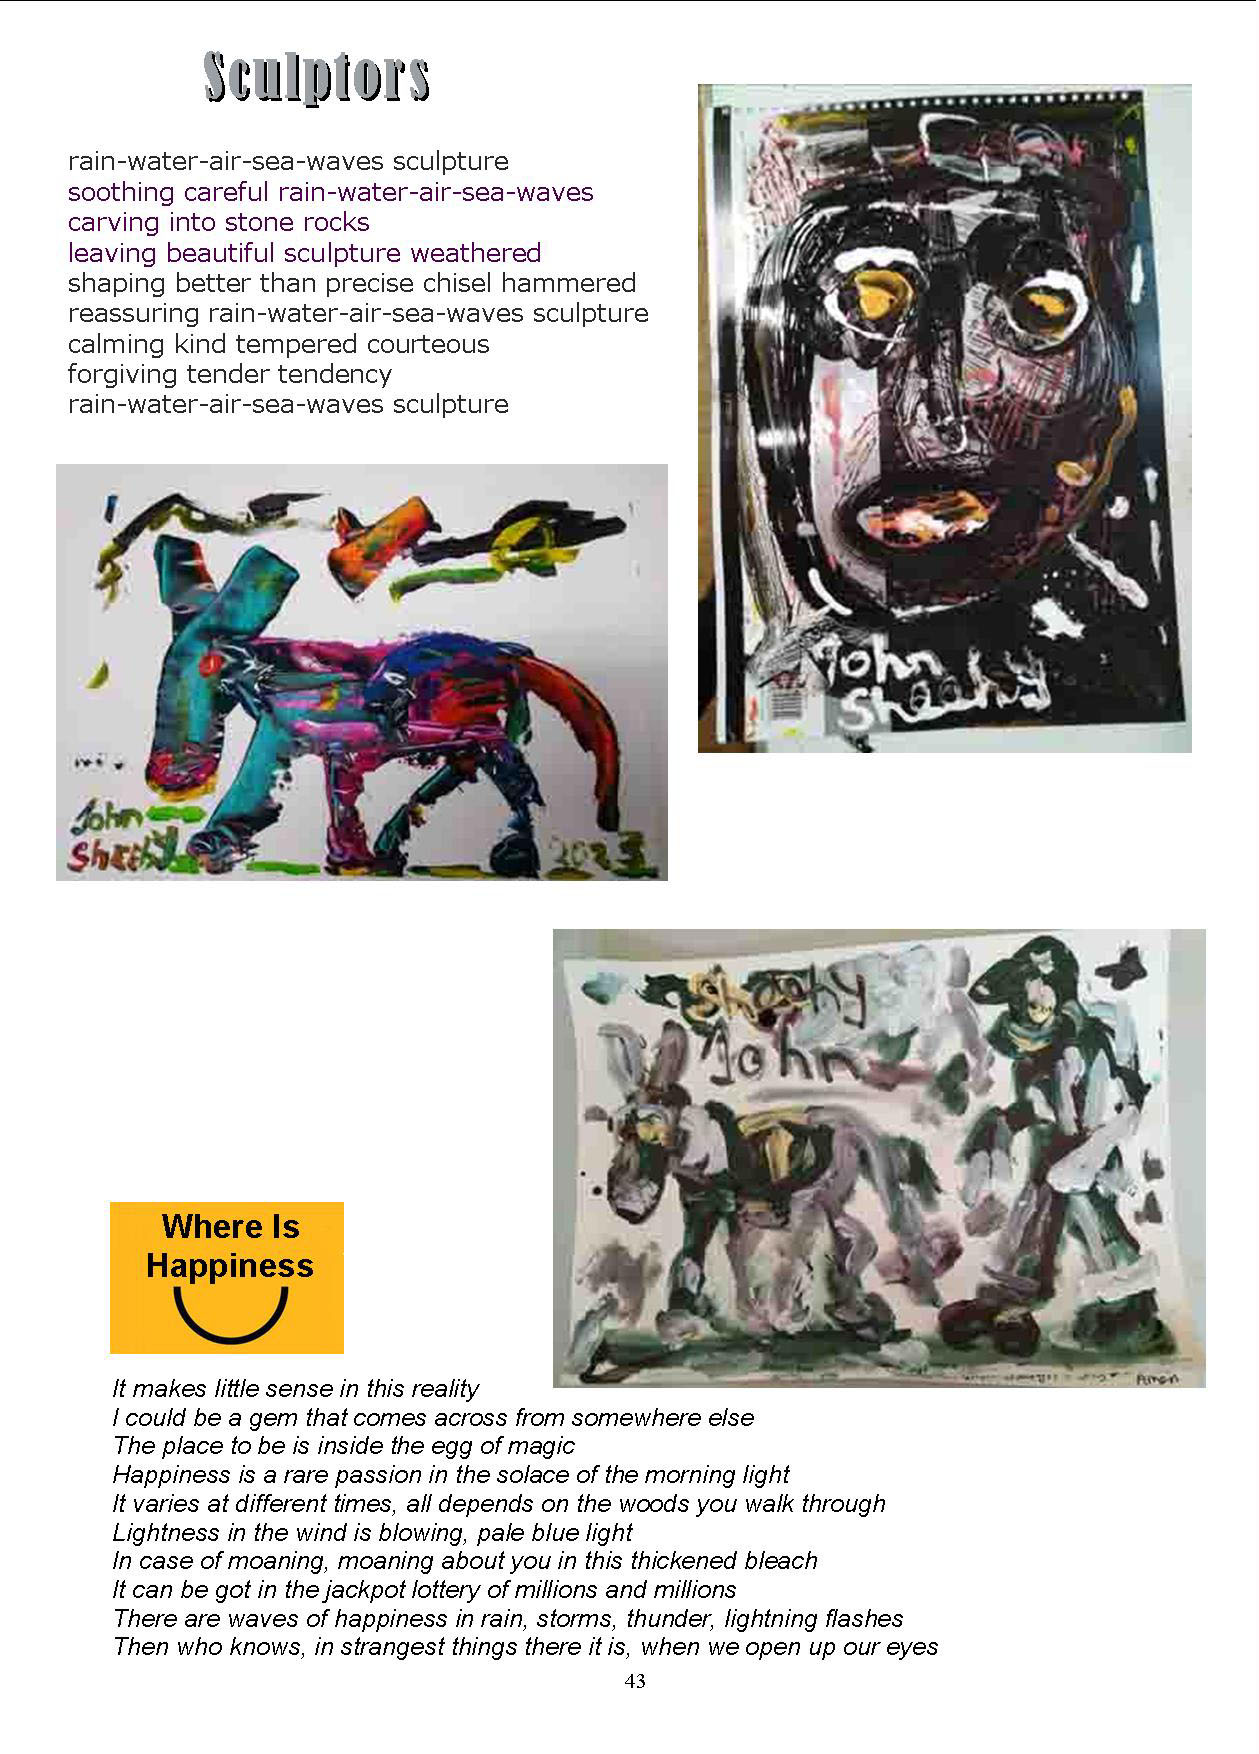 Sculptors
rain-water-air-sea-waves sculpture
soothing careful rain-water-air-sea-waves
carving into stone rocks
leaving beautiful sculpture weathered
shaping better than precise chisel hammered
reassuring rain-water-air-sea-waves sculpture
calming kind tempered courteous
forgiving tender tendency
rain-water-air-sea-waves sculpture
John
Sheehy
John
Sheehy
2023
Sheehy
John
Where Is
Happiness
It makes little sense in this reality
I could be a gem that comes across from somewhere else
The place to be is inside the egg of magic
Happiness is a rare passion in the solace of the morning light
It varies at different times, all depends on the woods you walk through
Lightness in the wind is blowing, pale blue light
In case of moaning, moaning about you in this thickened bleach
It can be got in the jackpot lottery of millions and millions
There are waves of happiness in rain, storms, thunder, lightning flashes
Then who knows, in strangest things there it is, when we open up our eyes
43